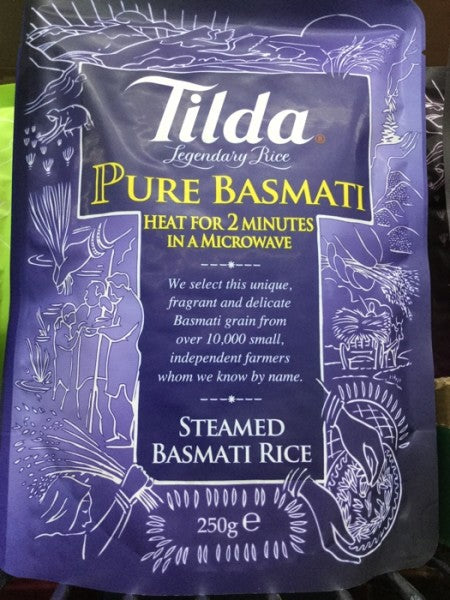 Tilda®
Legendary Rice
PURE BASMATI
HEAT FOR 2 MINUTES
IN A MICROWAVE
We select this unique,
fragrant and delicate
Basmati grain from
over 10,000 small,
independent farmers
whom we know by name.
STEAMED
BASMATI RICE
250g ℮